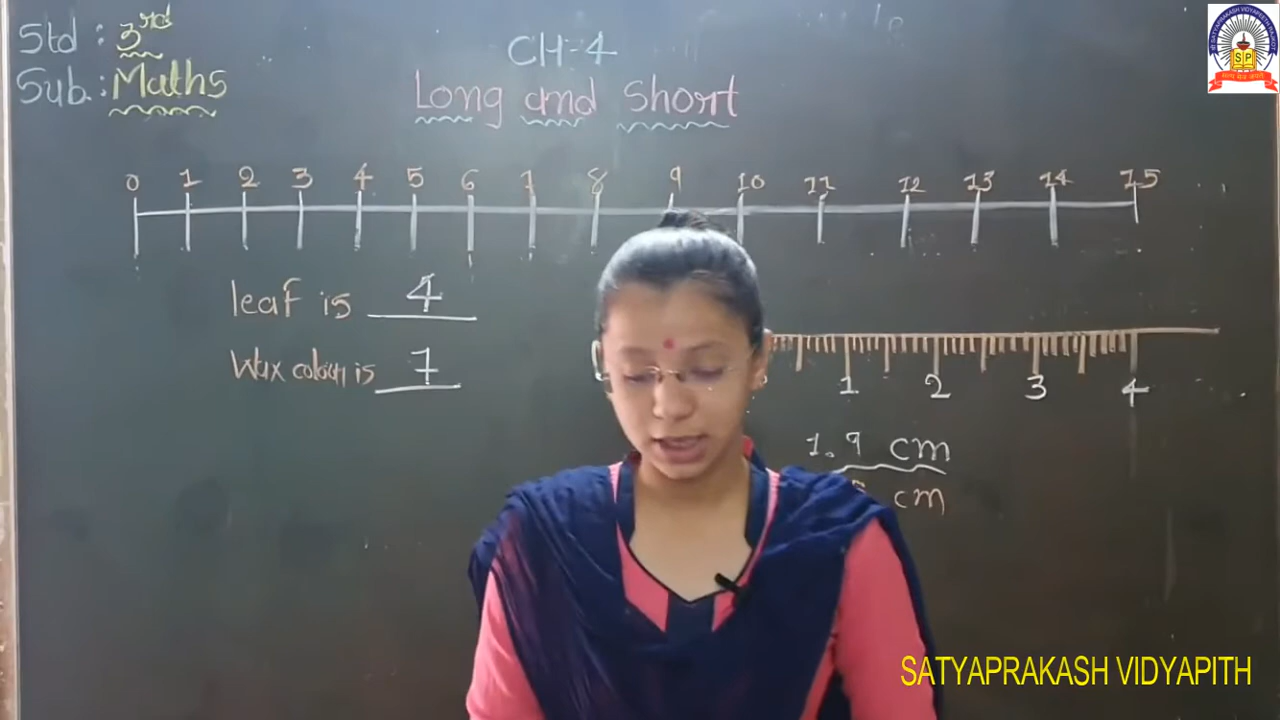 Std : 3rd
Sub : Maths
CH-4
Long and Short
0 1 2 3 4 5 6 7 8 9 10 11 12 13 14 15
leaf is 4
Wax colour is 7
1 2 3 4
1.9 cm
cm
SP
SATYAPRAKASH VIDYAPITH